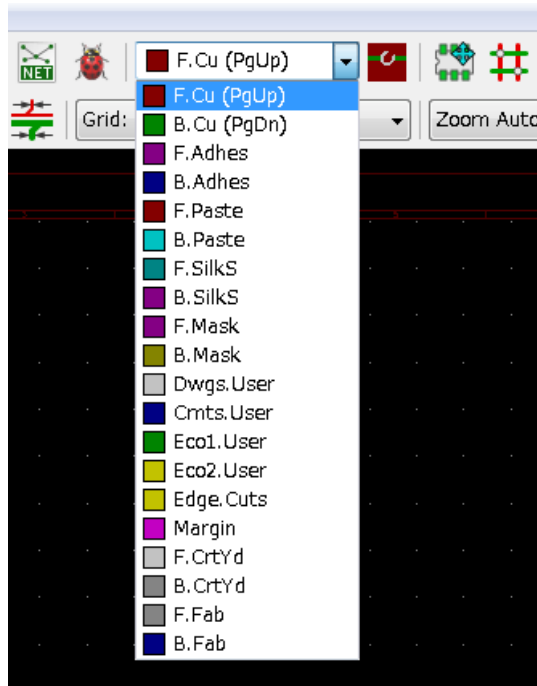 NET
F.Cu (PgUp)
Grid:
Zoom Auto
F.Cu (PgUp)
B.Cu (PgDn)
F.Adhes
B.Adhes
F.Paste
B.Paste
F.SilkS
B.SilkS
F.Mask
B.Mask
Dwgs.User
Cmts.User
Eco1.User
Eco2.User
Edge.Cuts
Margin
F.CrtYd
B.CrtYd
F.Fab
B.Fab